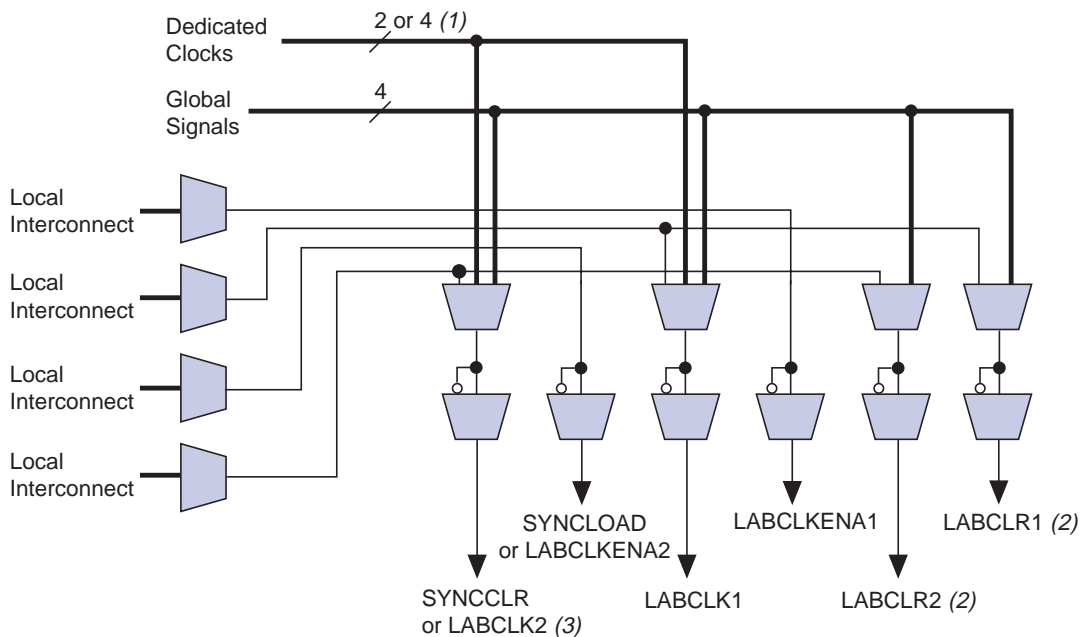 Dedicated
Clocks
2 or 4 (1)
Global
Signals
4
Local
Interconnect
Local
Interconnect
Local
Interconnect
Local
Interconnect
SYNCLOAD
or LABCLKENA2
LABCLKENA1
LABCLR1 (2)
SYNCCLR
or LABCLK2 (3)
LABCLK1
LABCLR2 (2)